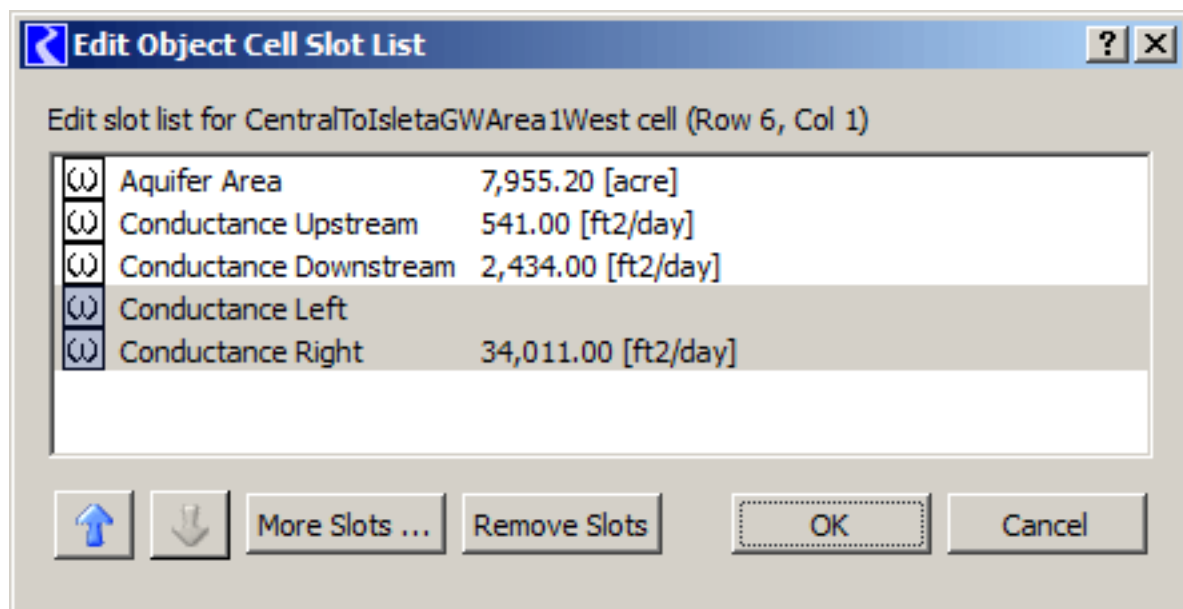 Edit Object Cell Slot List
Edit slot list for CentralToIsletaGWArea1West cell (Row 6, Col 1)
ω Aquifer Area 7,955.20 [acre]
ω Conductance Upstream 541.00 [ft2/day]
ω Conductance Downstream 2,434.00 [ft2/day]
ω Conductance Left
ω Conductance Right 34,011.00 [ft2/day]
More Slots ... Remove Slots OK Cancel